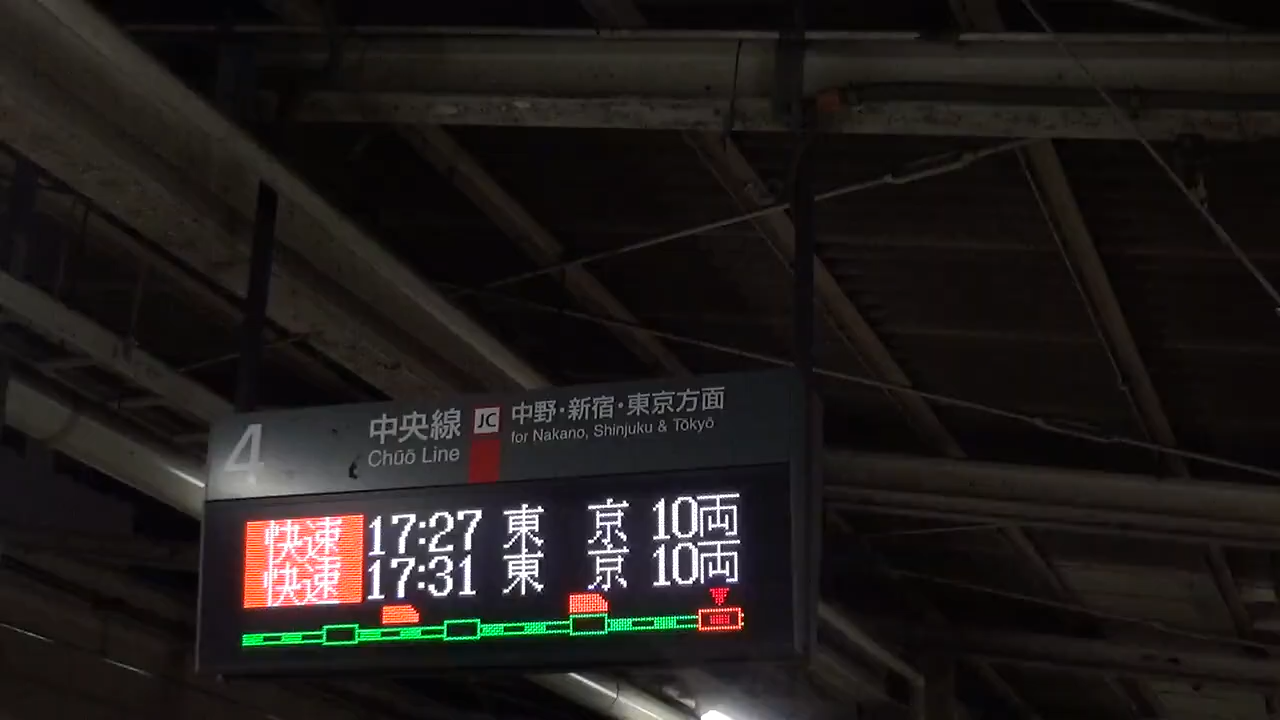 4 中央線 JC 中野・新宿・東京方面
Chūō Line for Nakano, Shinjuku & Tōkyō
快速 17:27 東京 10両
快速 17:31 東京 10両